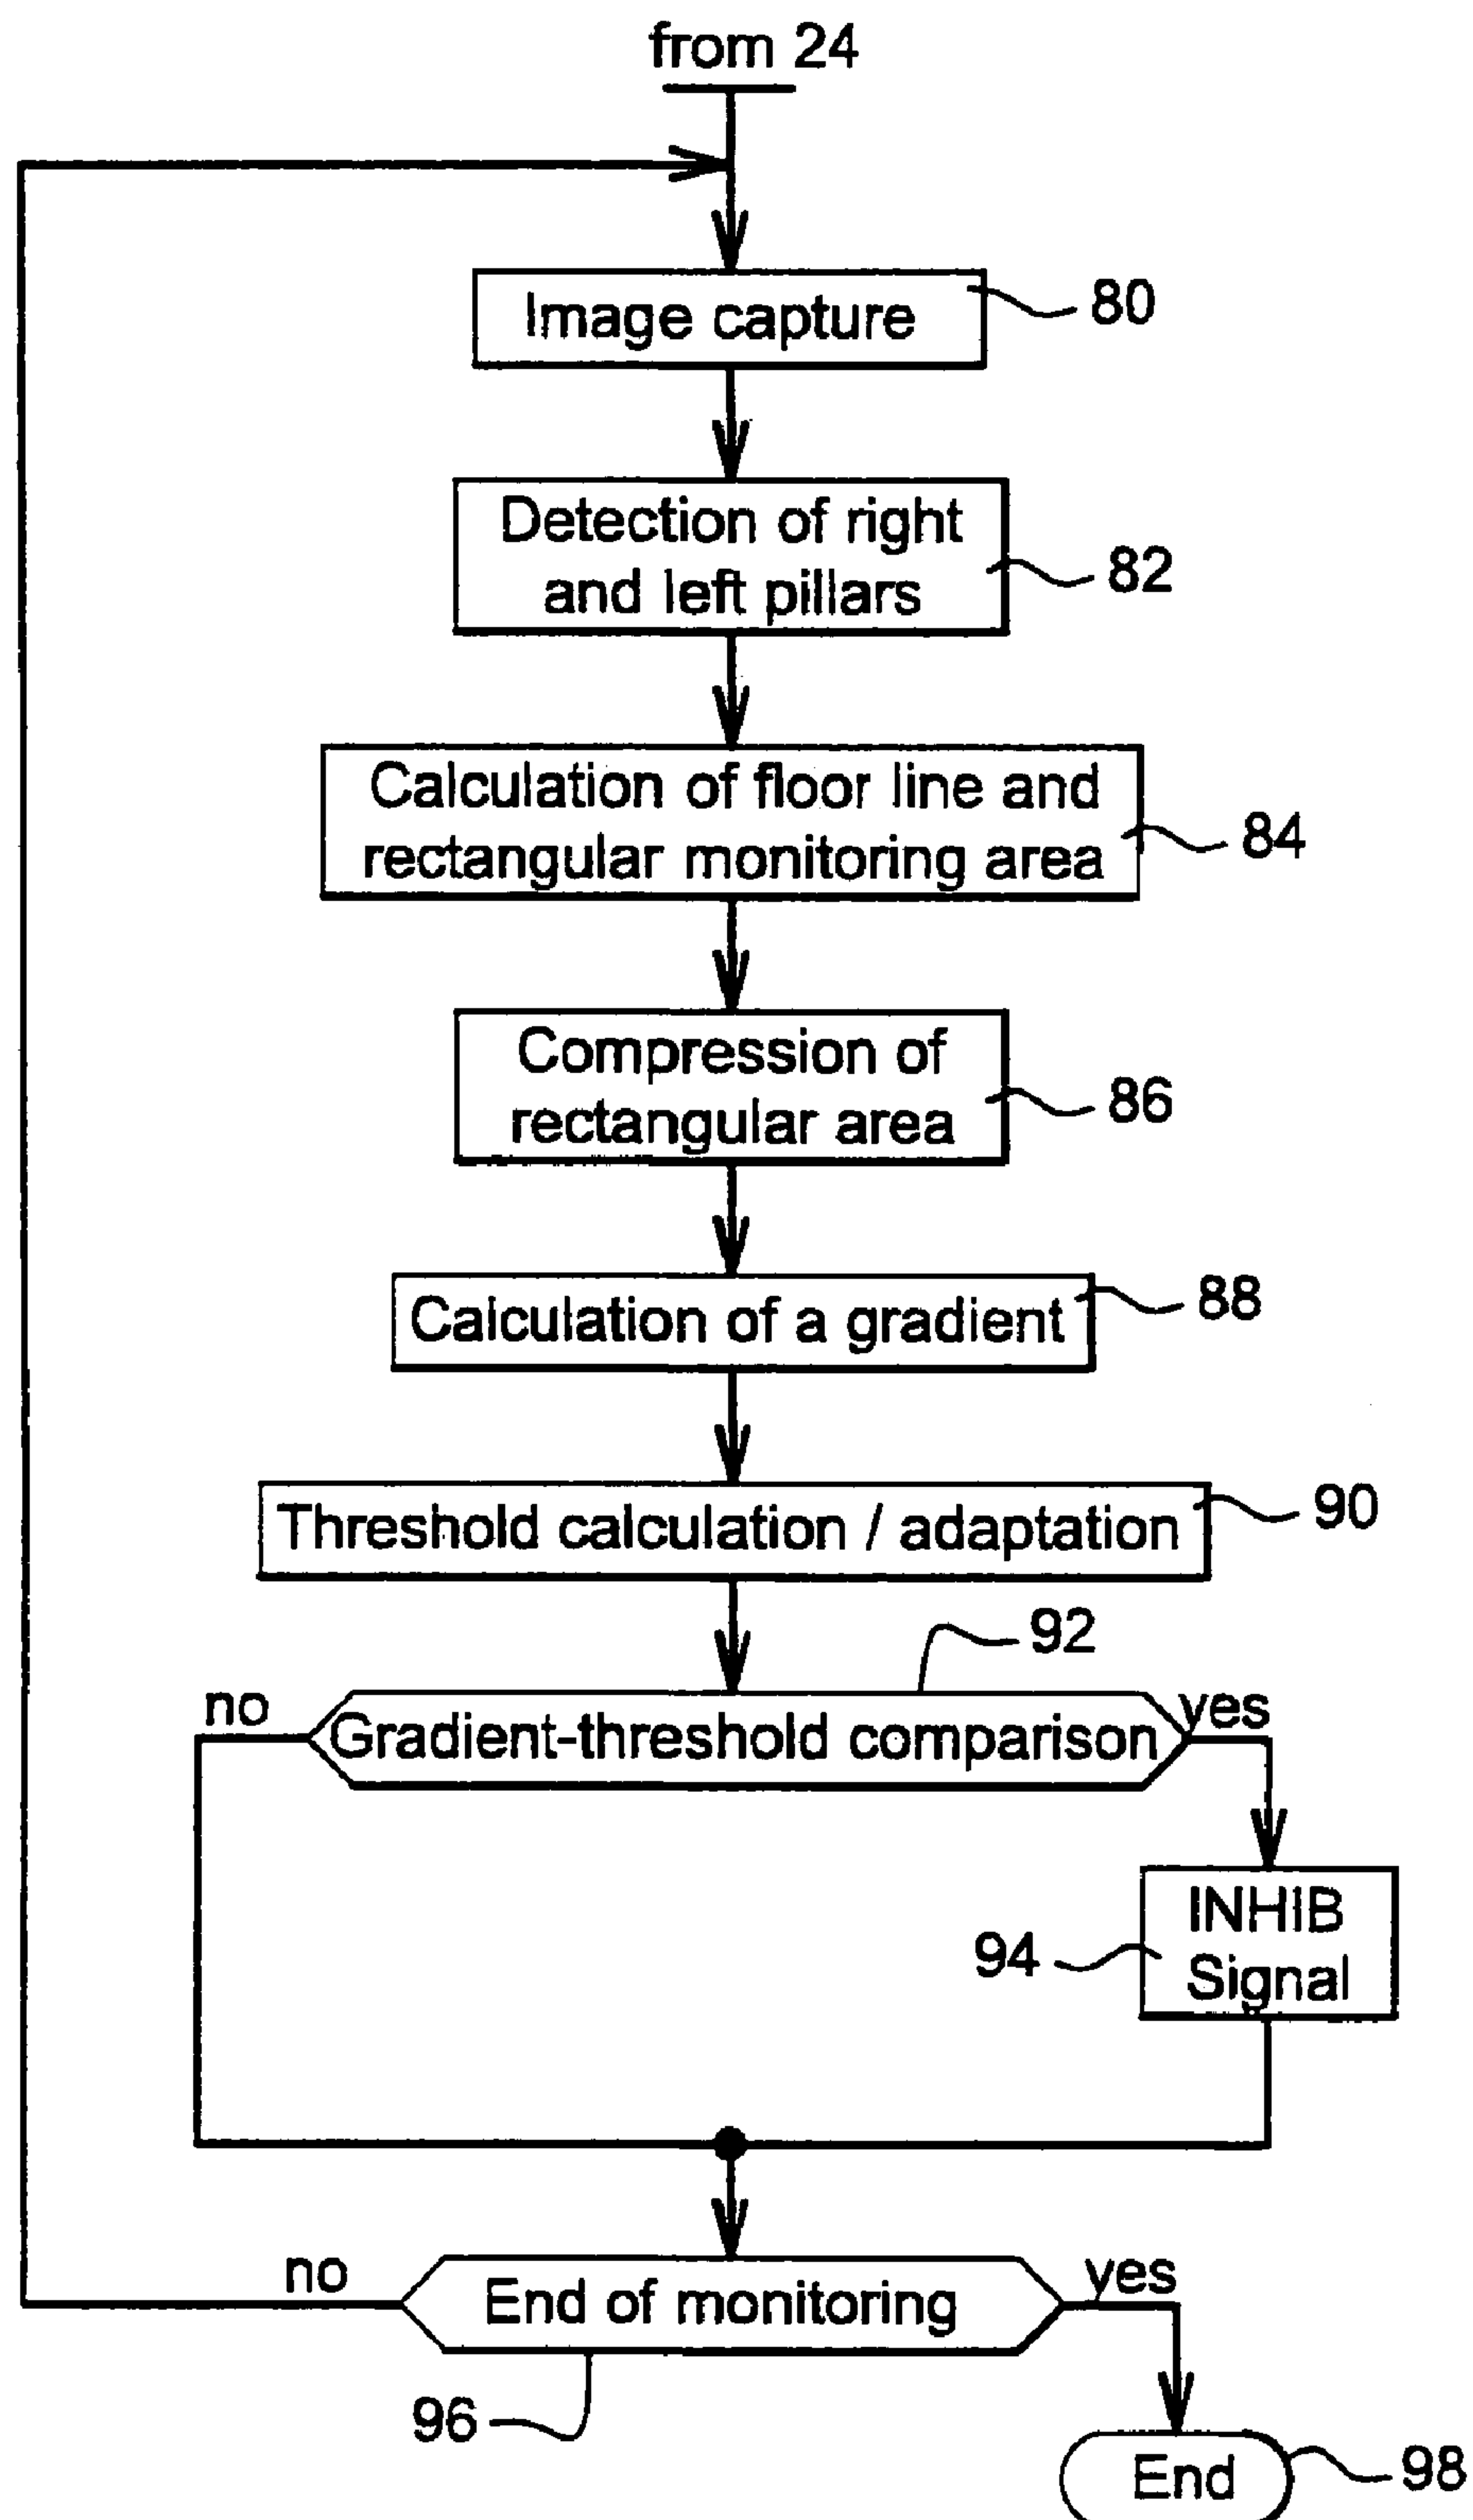 from 24
Image capture
80
Detection of right
and left pillars
82
Calculation of floor line and
rectangular monitoring area
84
Compression of
rectangular area
86
Calculation of a gradient
88
Threshold calculation / adaptation
90
92
no
Gradient-threshold comparison
yes
INHIB
Signal
94
no
End of monitoring
yes
96
End
98